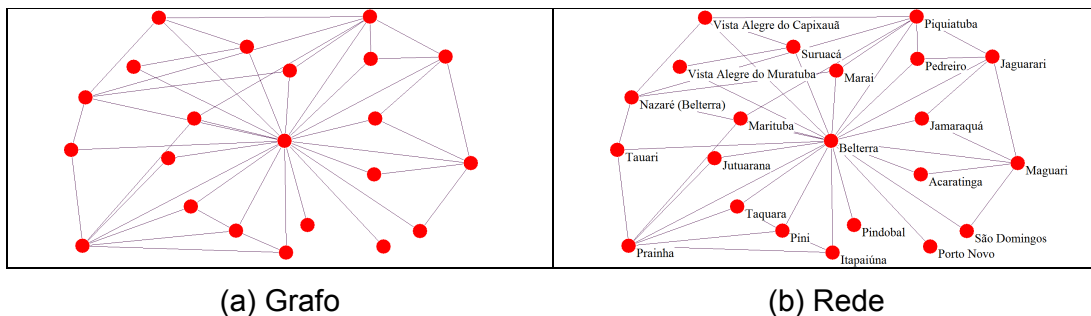 Vista Alegre do Capixauã
Piquiatuba
Suruacá
Pedreiro
Jaguarari
Vista Alegre do Muratuba
Marai
Nazaré (Belterra)
Marituba
Jamaraquá
Belterra
Tauari
Jutuarana
Maguari
Acaratinga
Taquara
Pini
Pindobal
São Domingos
Prainha
Porto Novo
Itapaiúna
(a) Grafo
(b) Rede